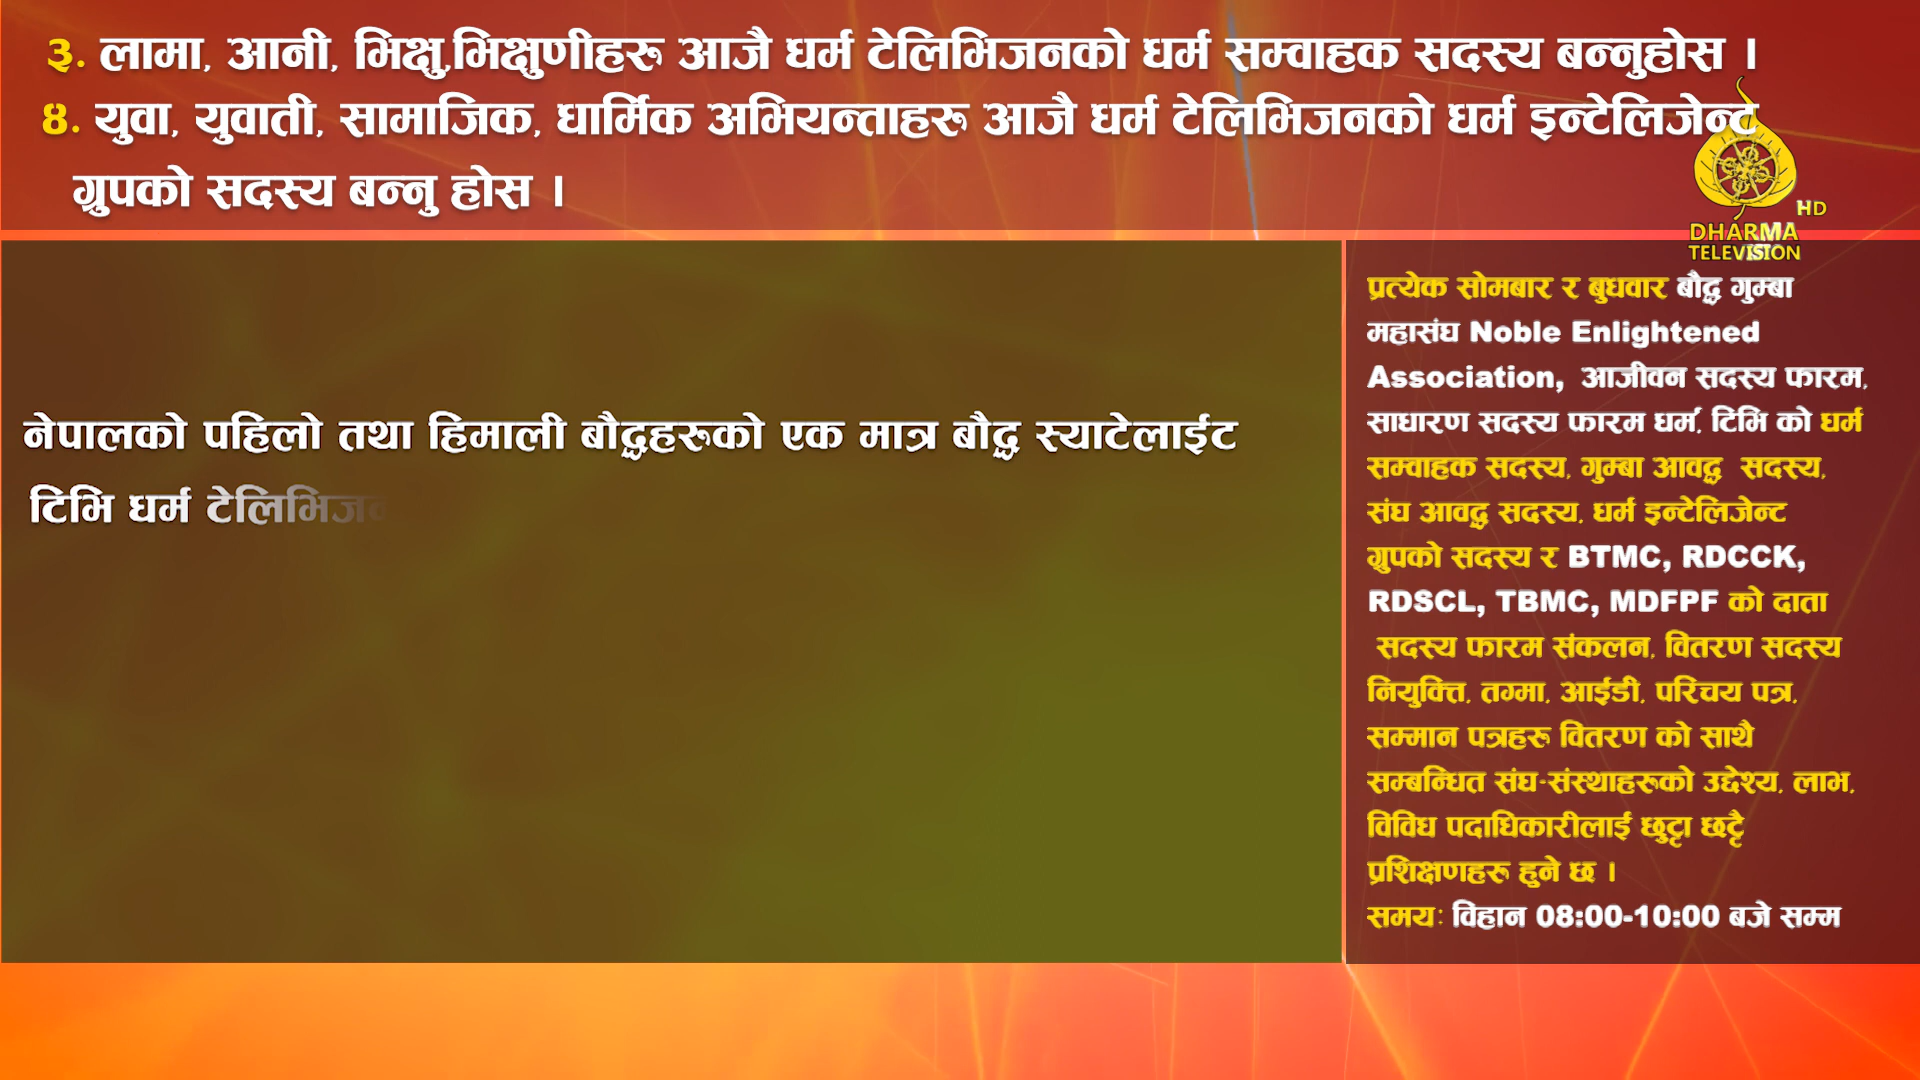 ३. लामा, आनी, भिक्षु,भिक्षुणीहरू आजै धर्म टेलिभिजनको धर्म सम्वाहक सदस्य बन्नुहोस ।
४. युवा, युवाती, सामाजिक, धार्मिक अभियन्ताहरू आजै धर्म टेलिभिजनको धर्म इन्टेलिजेन्ट
ग्रुपको सदस्य बन्नु होस ।
HD
DHARMA
TELEVISION
नेपालको पहिलो तथा हिमाली बौद्धहरूको एक मात्र बौद्ध स्याटेलाईट
टिभि धर्म टेलिभिजन
प्रत्येक सोमबार र बुधवार बौद्ध गुम्बा
महासंघ Noble Enlightened
Association, आजीवन सदस्य फारम,
साधारण सदस्य फारम धर्म, टिभि को धर्म
सम्वाहक सदस्य, गुम्बा आवद्ध सदस्य,
संघ आवद्ध सदस्य, धर्म इन्टेलिजेन्ट
ग्रुपको सदस्य र BTMC, RDCCK,
RDSCL, TBMC, MDFPF को दाता
सदस्य फारम संकलन, वितरण सदस्य
नियुक्ति, तग्मा, आईडी, परिचय पत्र,
सम्मान पत्रहरू वितरण को साथै
सम्बन्धित संघ-संस्थाहरूको उद्देश्य, लाभ,
विविध पदाधिकारीलाई छुट्टा छट्टै
प्रशिक्षणहरू हुने छ ।
समय: विहान 08:00-10:00 बजे सम्म